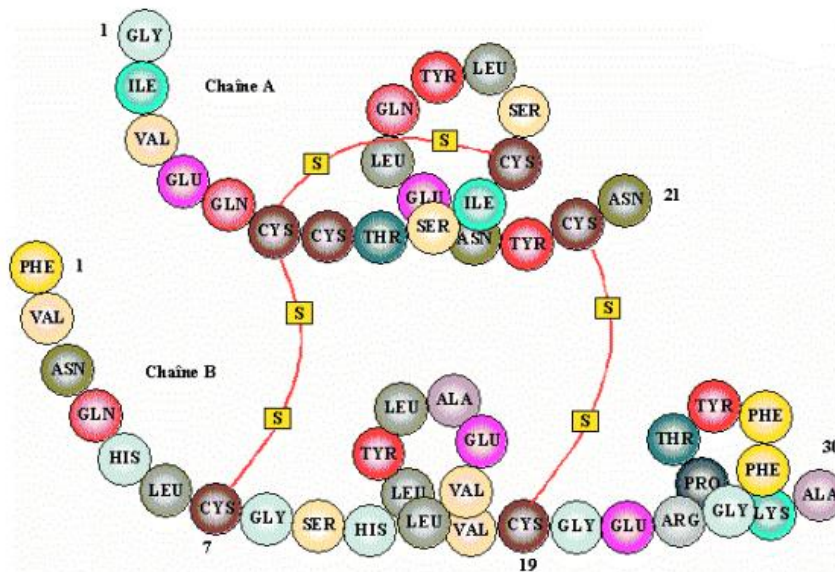 1
GLY
ILE
Chaîne A
VAL
GLU
GLN
CYS
CYS
THR
SER
ILE
CYS
SER
LEU
TYR
GLN
LEU
GLU
ASN
TYR
CYS
ASN
21
S
S
S
S
S
S
PHE
1
VAL
Chaîne B
ASN
GLN
HIS
LEU
CYS
7
GLY
SER
HIS
LEU
VAL
GLU
ALA
LEU
TYR
LEU
VAL
CYS
19
GLY
GLU
ARG
GLY
PHE
PHE
TYR
THR
PRO
LYS
ALA
30